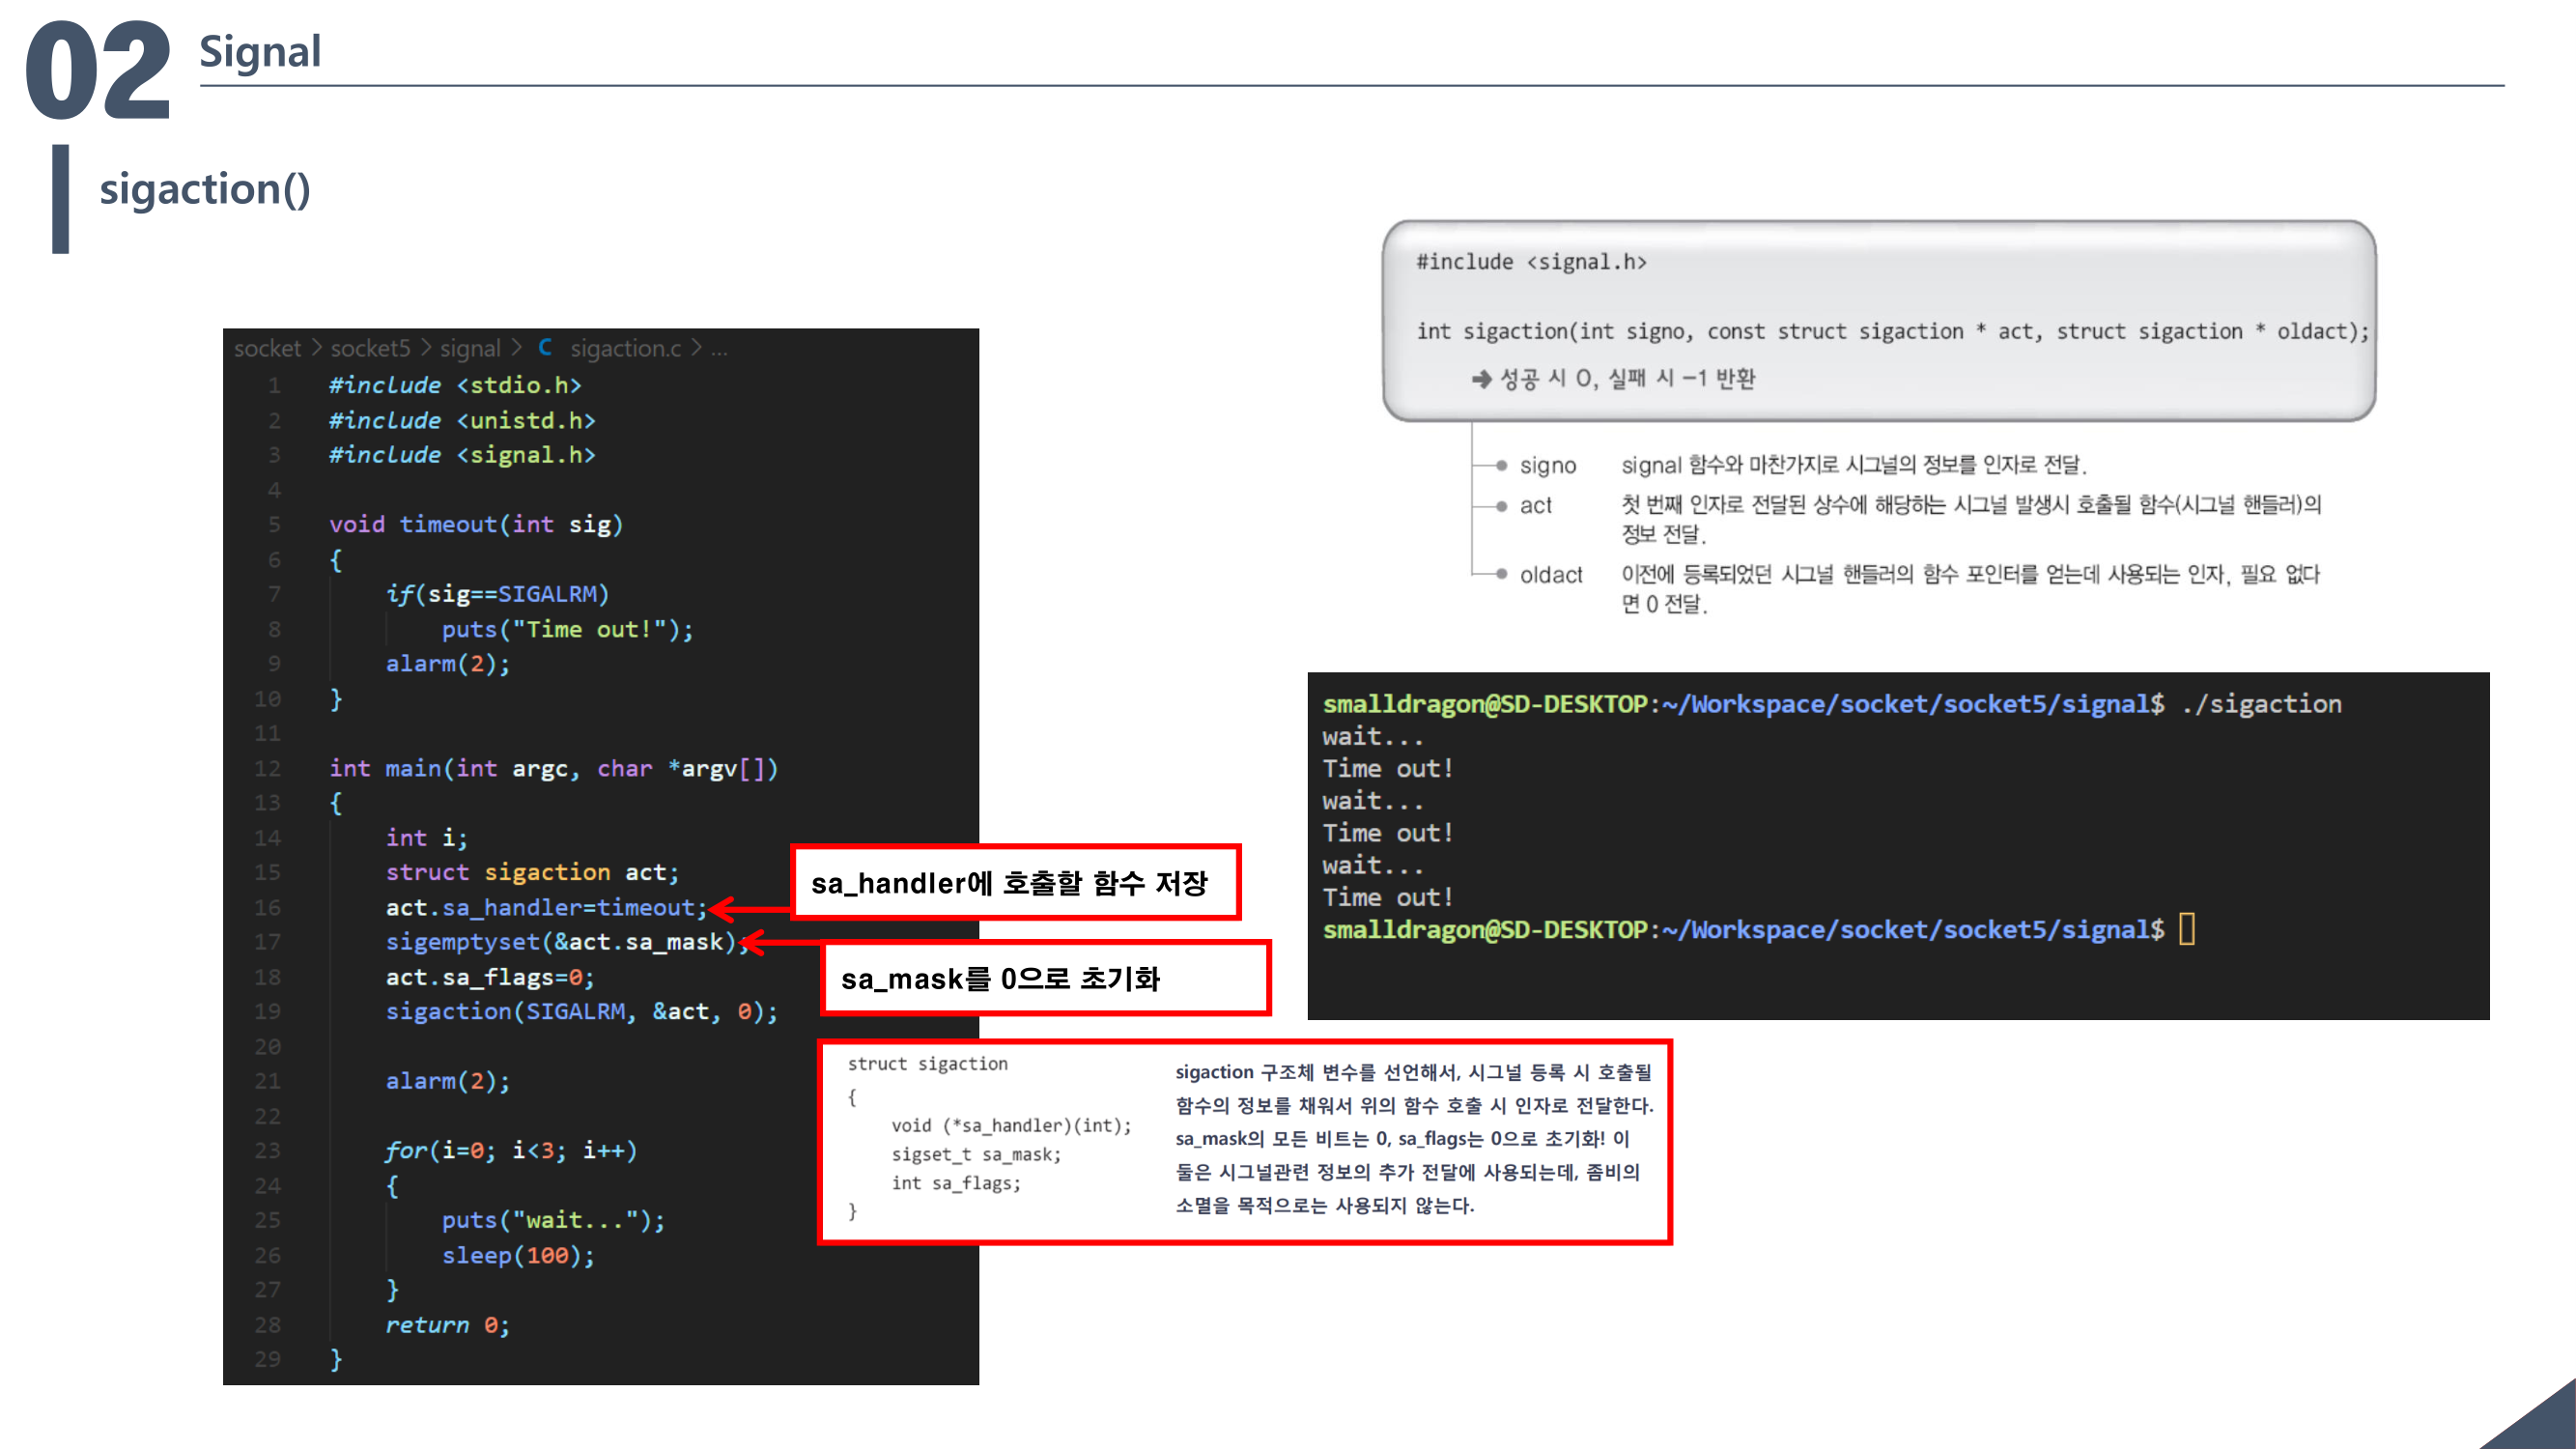 02 Signal
sigaction()
socket > socket5 > signal > C sigaction.c > ...
1 #include <stdio.h>
2 #include <unistd.h>
3 #include <signal.h>
4
5 void timeout(int sig)
6 {
7 if(sig==SIGALRM)
8 puts("Time out!");
9 alarm(2);
10 }
11
12 int main(int argc, char *argv[])
13 {
14 int i;
15 struct sigaction act;
16 act.sa_handler=timeout;
17 sigemptyset(&act.sa_mask);
18 act.sa_flags=0;
19 sigaction(SIGALRM, &act, 0);
20
21 alarm(2);
22
23 for(i=0; i<3; i++)
24 {
25 puts("wait...");
26 sleep(100);
27 }
28 return 0;
29 }
sa_handler에 호출할 함수 저장
sa_mask를 0으로 초기화
struct sigaction
{
void (*sa_handler)(int);
sigset_t sa_mask;
int sa_flags;
}
sigaction 구조체 변수를 선언해서, 시그널 등록 시 호출될
함수의 정보를 채워서 위의 함수 호출 시 인자로 전달한다.
sa_mask의 모든 비트는 0, sa_flags는 0으로 초기화! 이
둘은 시그널관련 정보의 추가 전달에 사용되는데, 좀비의
소멸을 목적으로는 사용되지 않는다.
#include <signal.h>
int sigaction(int signo, const struct sigaction * act, struct sigaction * oldact);
➔ 성공 시 0, 실패 시 –1 반환
signo signal 함수와 마찬가지로 시그널의 정보를 인자로 전달.
act 첫 번째 인자로 전달된 상수에 해당하는 시그널 발생시 호출될 함수(시그널 핸들러)의
정보 전달.
oldact 이전에 등록되었던 시그널 핸들러의 함수 포인터를 얻는데 사용되는 인자, 필요 없다
면 0 전달.
smalldragon@SD-DESKTOP:~/Workspace/socket/socket5/signal$ ./sigaction
wait...
Time out!
wait...
Time out!
wait...
Time out!
smalldragon@SD-DESKTOP:~/Workspace/socket/socket5/signal$